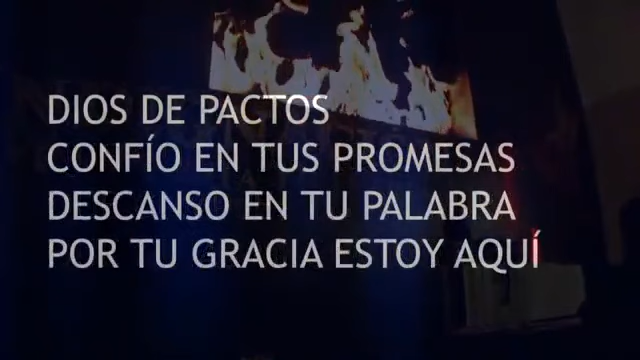 DIOS DE PACTOS
CONFÍO EN TUS PROMESAS
DESCANSO EN TU PALABRA
POR TU GRACIA ESTOY AQUÍ